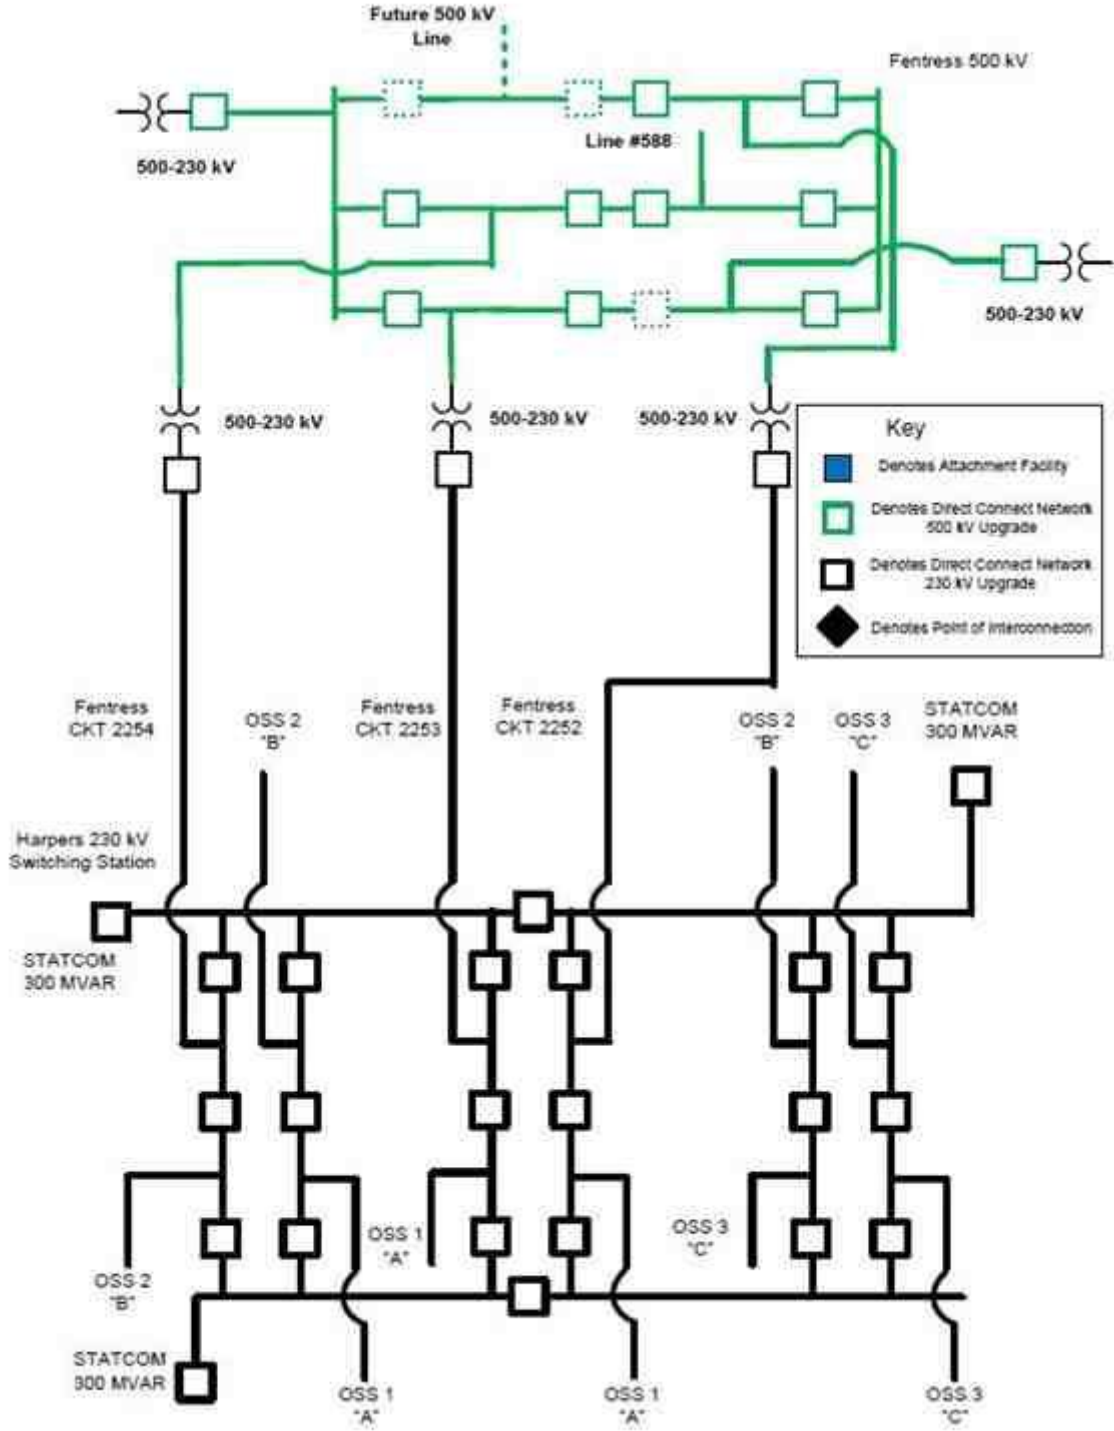 Future 500 kV
Line
Fentress 500 kV
Line #588
500-230 kV
500-230 kV
500-230 kV
500-230 kV
500-230 kV
Key
Denotes Attachment Facility
Denotes Direct Connect Network
500 kV Upgrade
Denotes Direct Connect Network
230 kV Upgrade
Denotes Point of Interconnection
Fentress
CKT 2254
OSS 2
"B"
Fentress
CKT 2253
Fentress
CKT 2252
OSS 2
"B"
OSS 3
"C"
STATCOM
300 MVAR
Harpers 230 kV
Switching Station
STATCOM
300 MVAR
OSS 2
"B"
OSS 1
"A"
OSS 3
"C"
STATCOM
300 MVAR
OSS 1
"A"
OSS 1
"A"
OSS 3
"C"